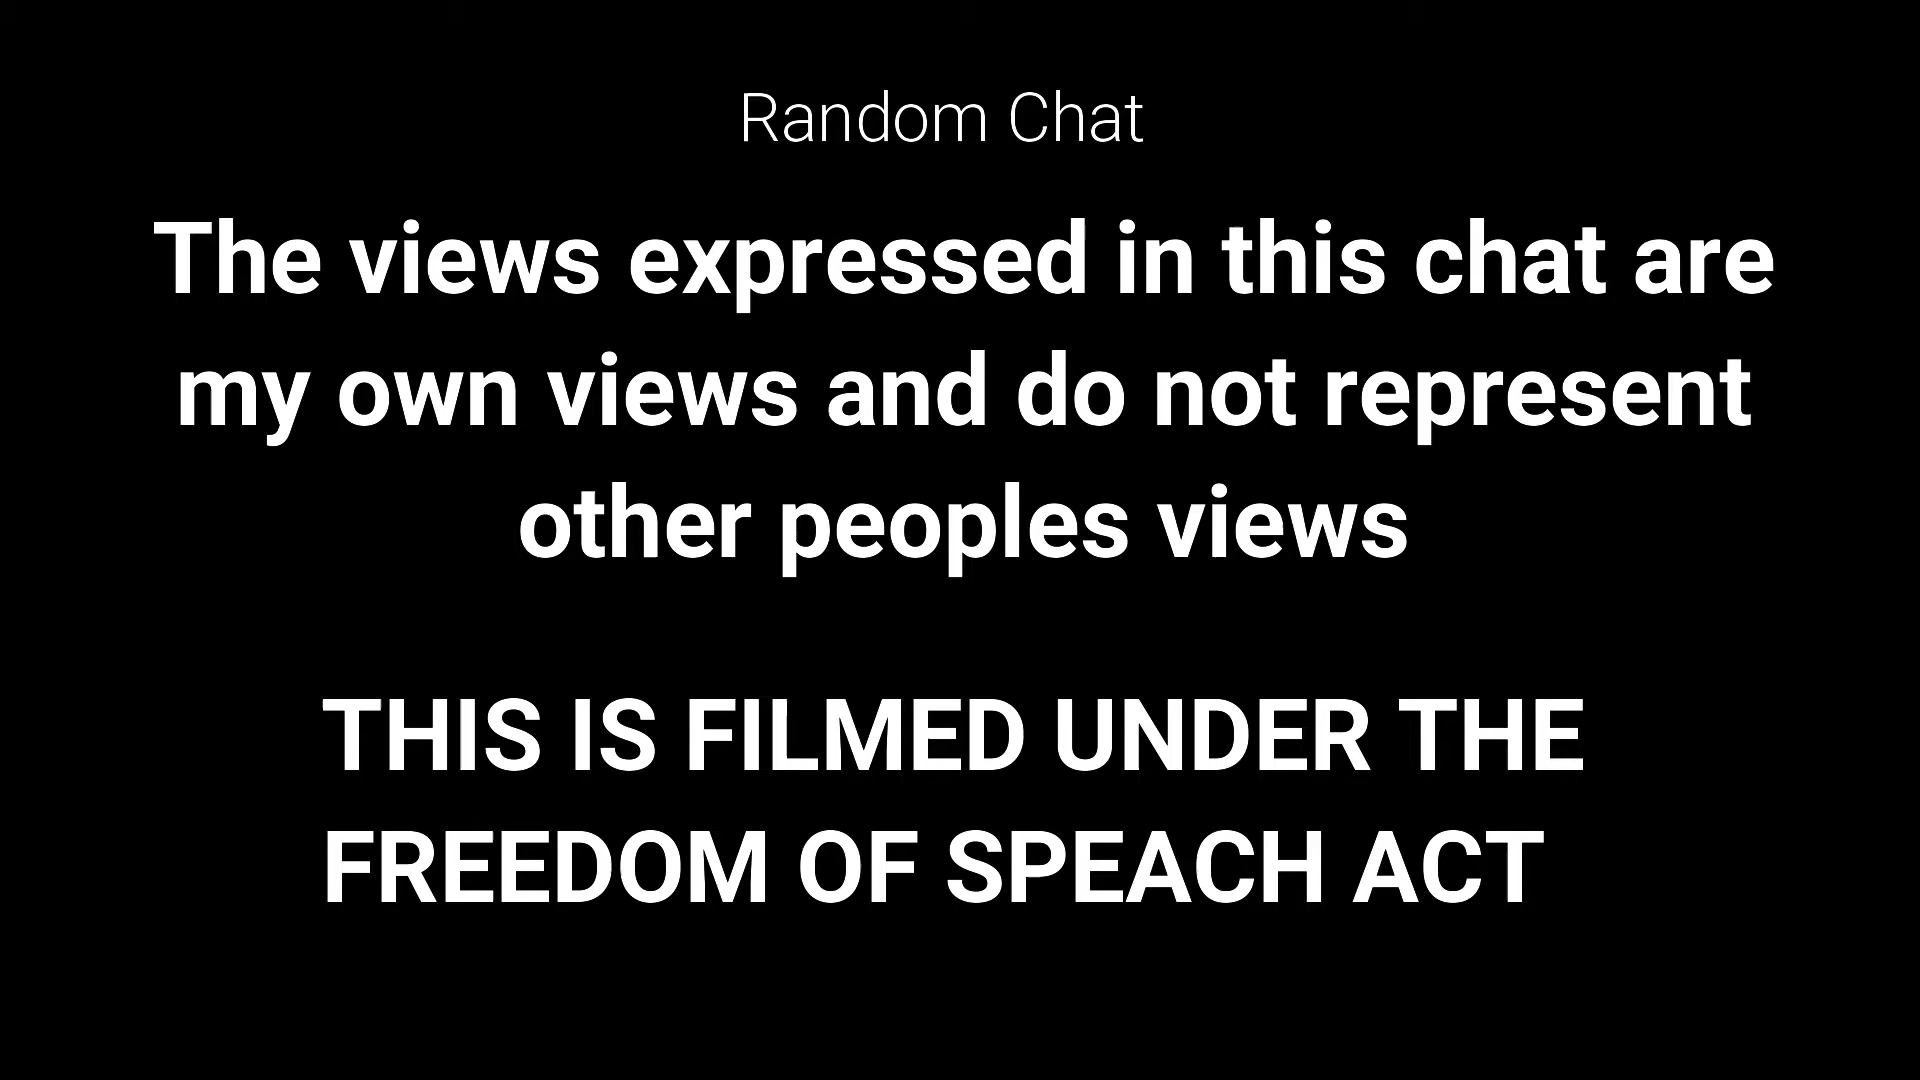 Random Chat
The views expressed in this chat are
my own views and do not represent
other peoples views
THIS IS FILMED UNDER THE
FREEDOM OF SPEACH ACT